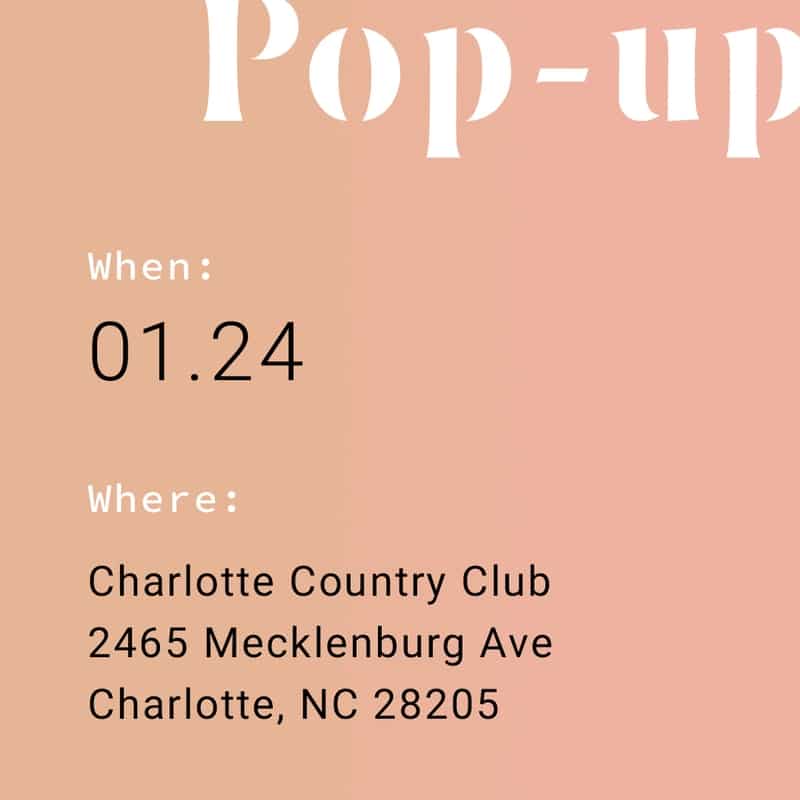 Pop-up
When:
01.24
Where:
Charlotte Country Club
2465 Mecklenburg Ave
Charlotte, NC 28205